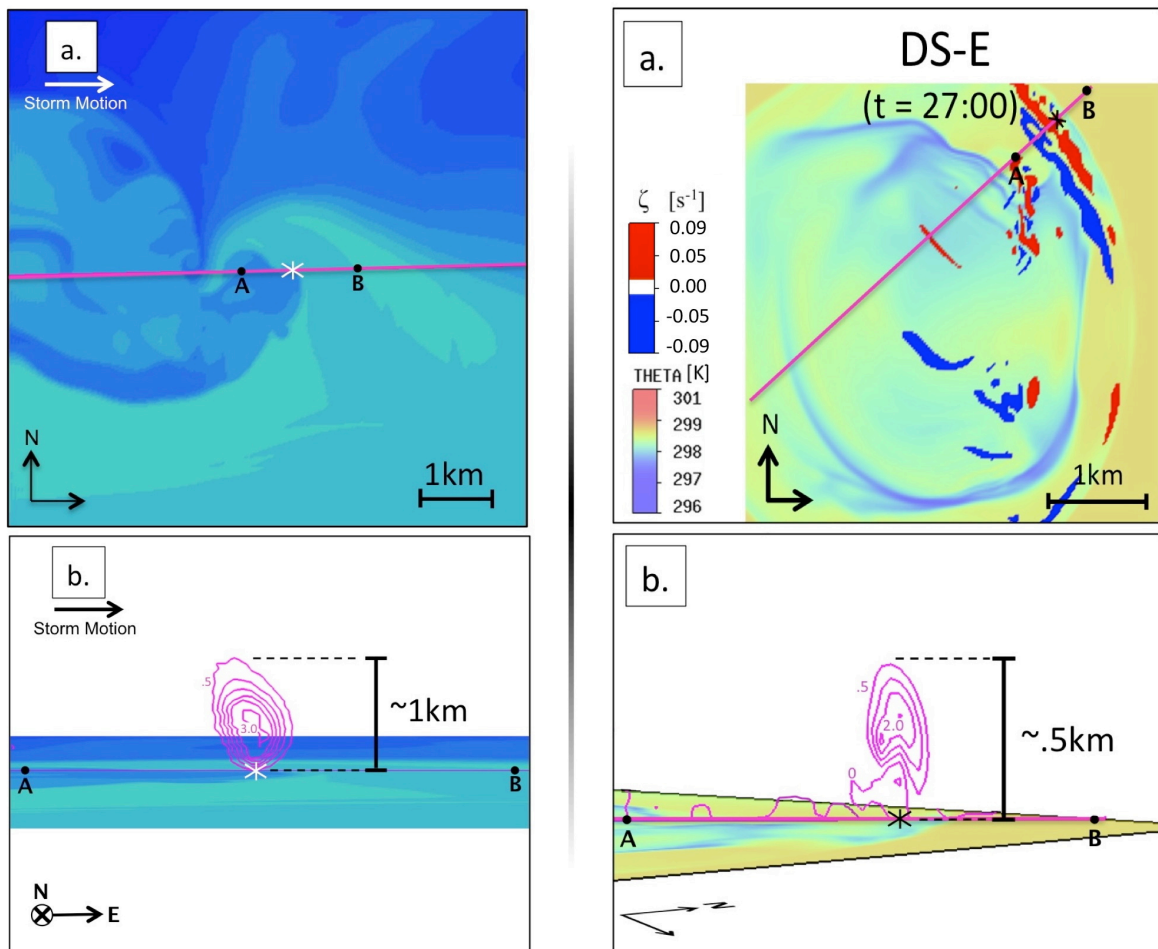 a.
Storm Motion
A
B
N
1km
b.
Storm Motion
.5
3.0
~1km
A
B
N
E
a.
DS-E
(t = 27:00)
B
A
ζ [s⁻¹]
0.09
0.05
0.00
-0.05
-0.09
THETA [K]
301
299
298
297
296
N
1km
b.
.5
2.0
0
~.5km
A
B
N